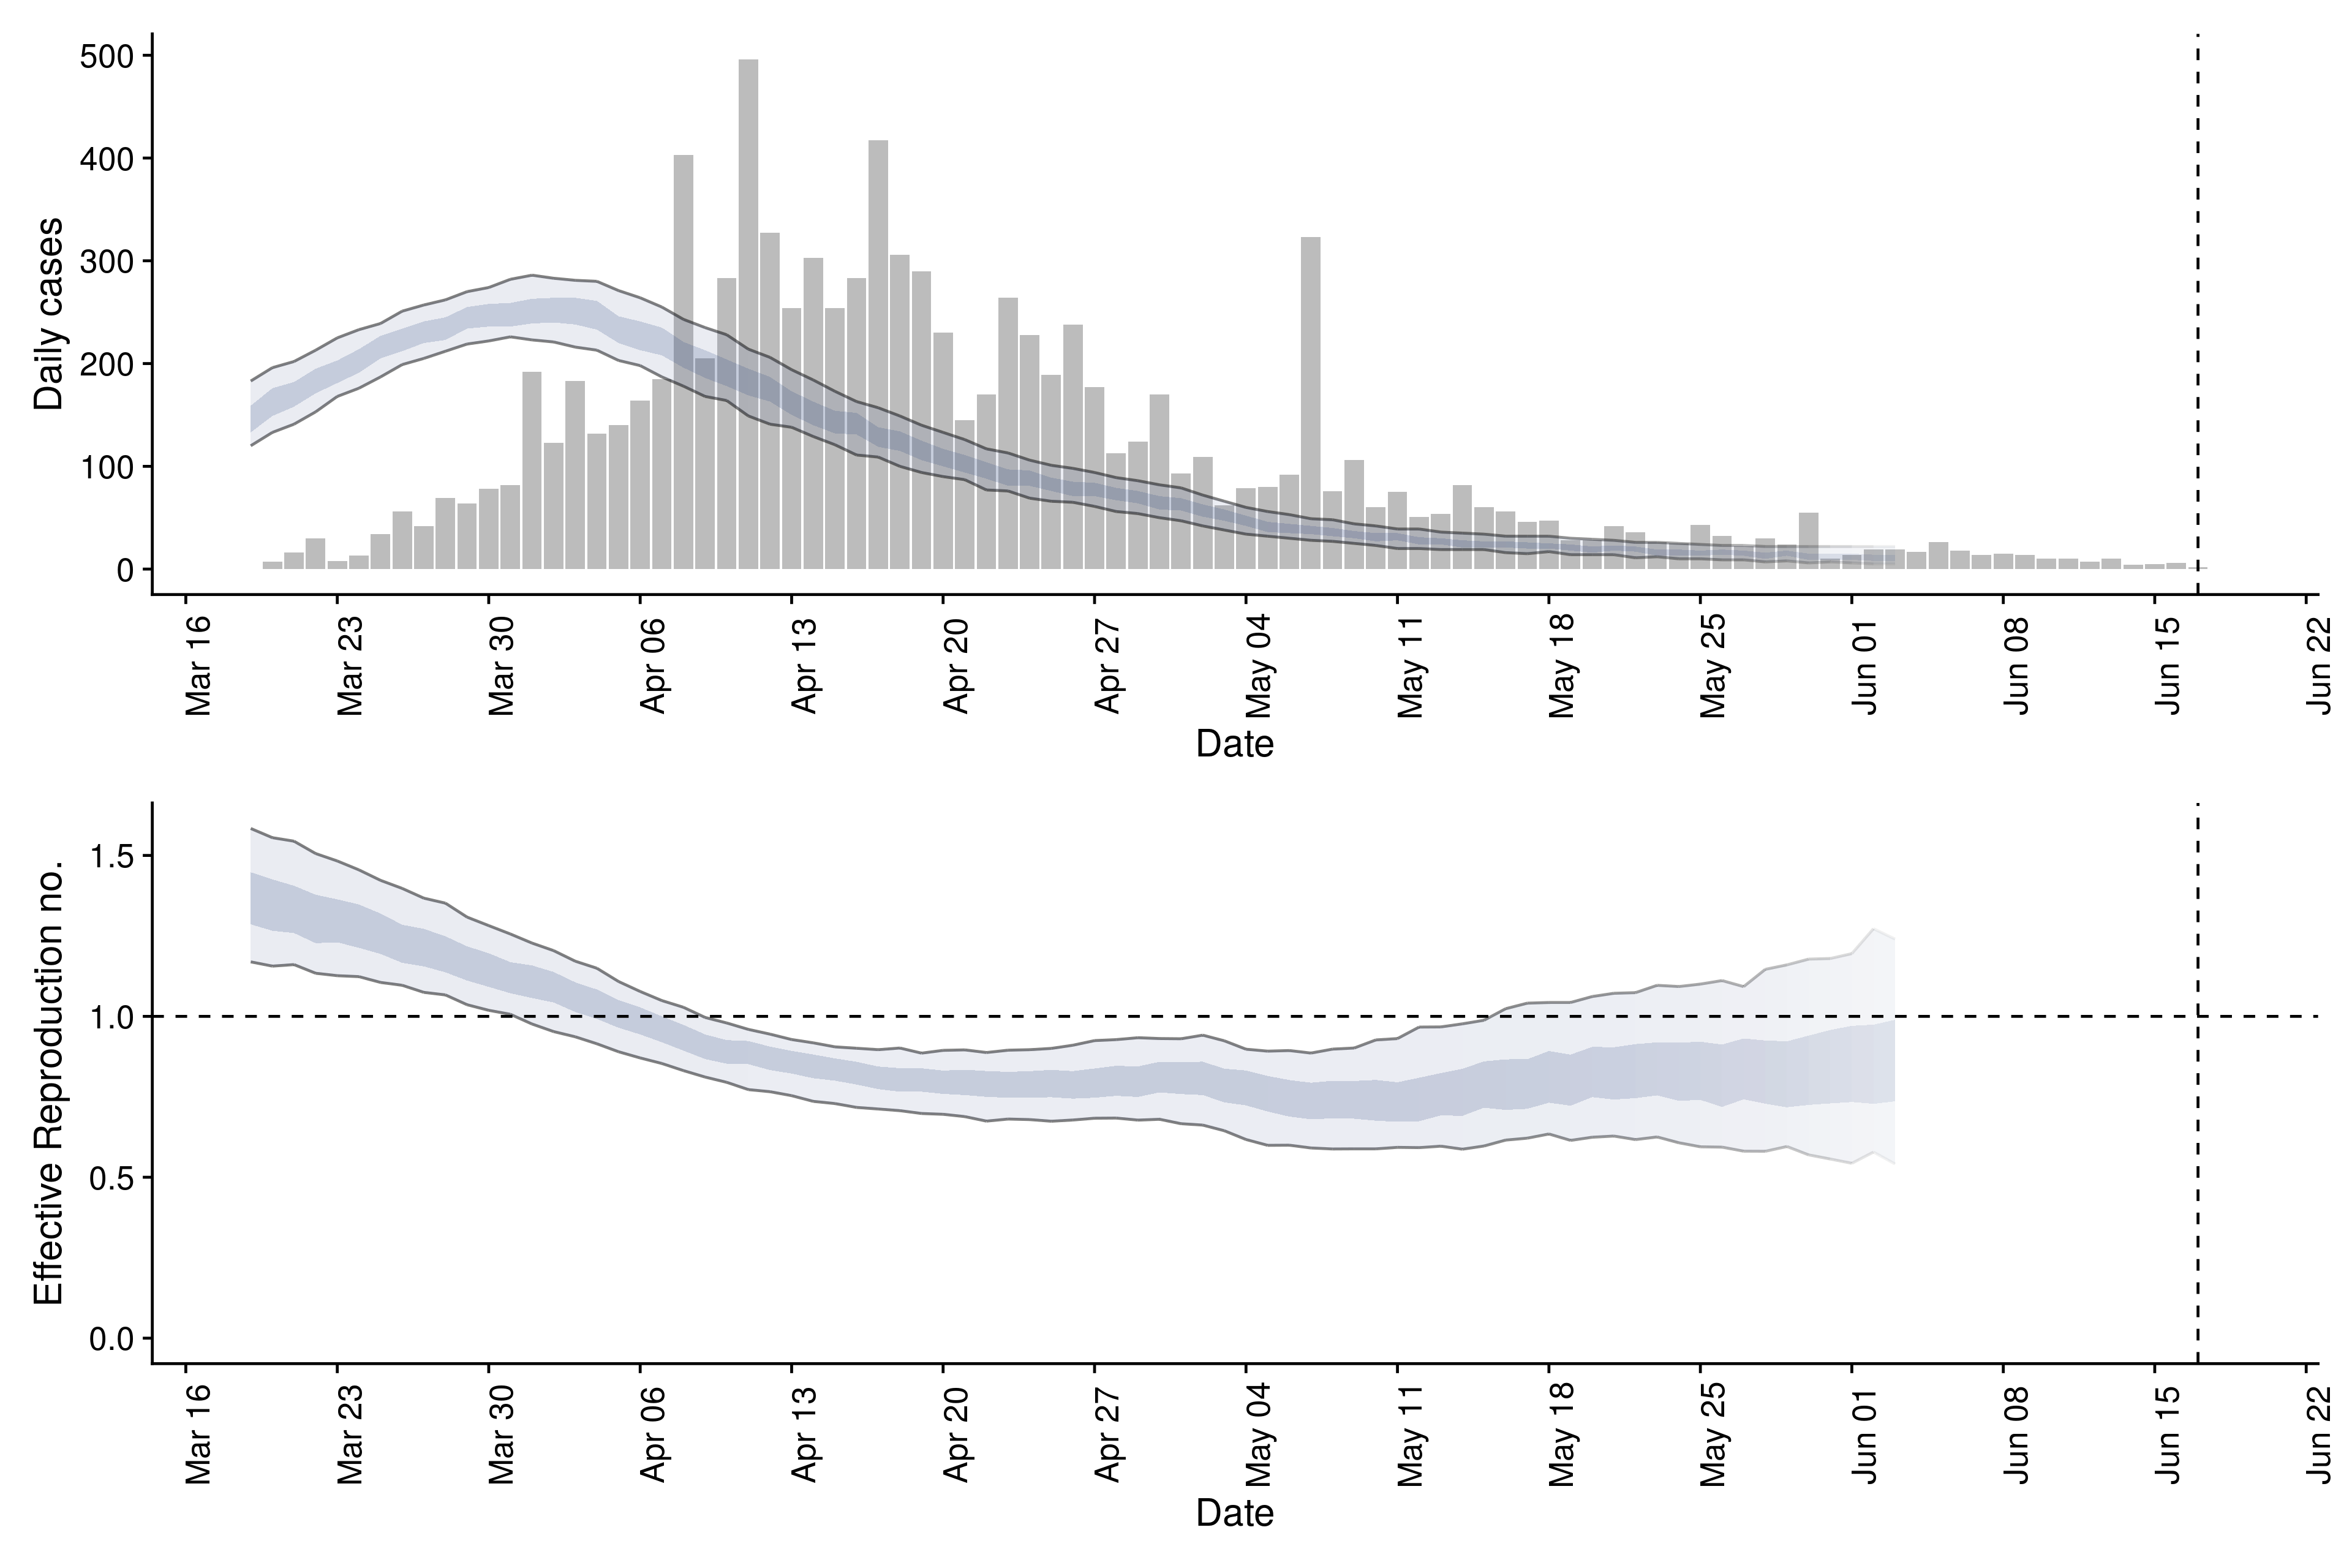 500
400
300
200
100
0
Daily cases
Mar 16
Mar 23
Mar 30
Apr 06
Apr 13
Apr 20
Apr 27
May 04
May 11
May 18
May 25
Jun 01
Jun 08
Jun 15
Jun 22
Date
1.5
1.0
0.5
0.0
Effective Reproduction no.
Mar 16
Mar 23
Mar 30
Apr 06
Apr 13
Apr 20
Apr 27
May 04
May 11
May 18
May 25
Jun 01
Jun 08
Jun 15
Jun 22
Date